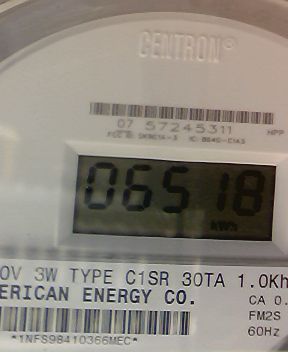 CENTRON®
07 57245311
HPP
06518
kWh
0V 3W TYPE C1SR 30TA 1.0Kh
ERICAN ENERGY CO.
CA 0.
FM2S
60Hz
*1NFS98410366MEC*